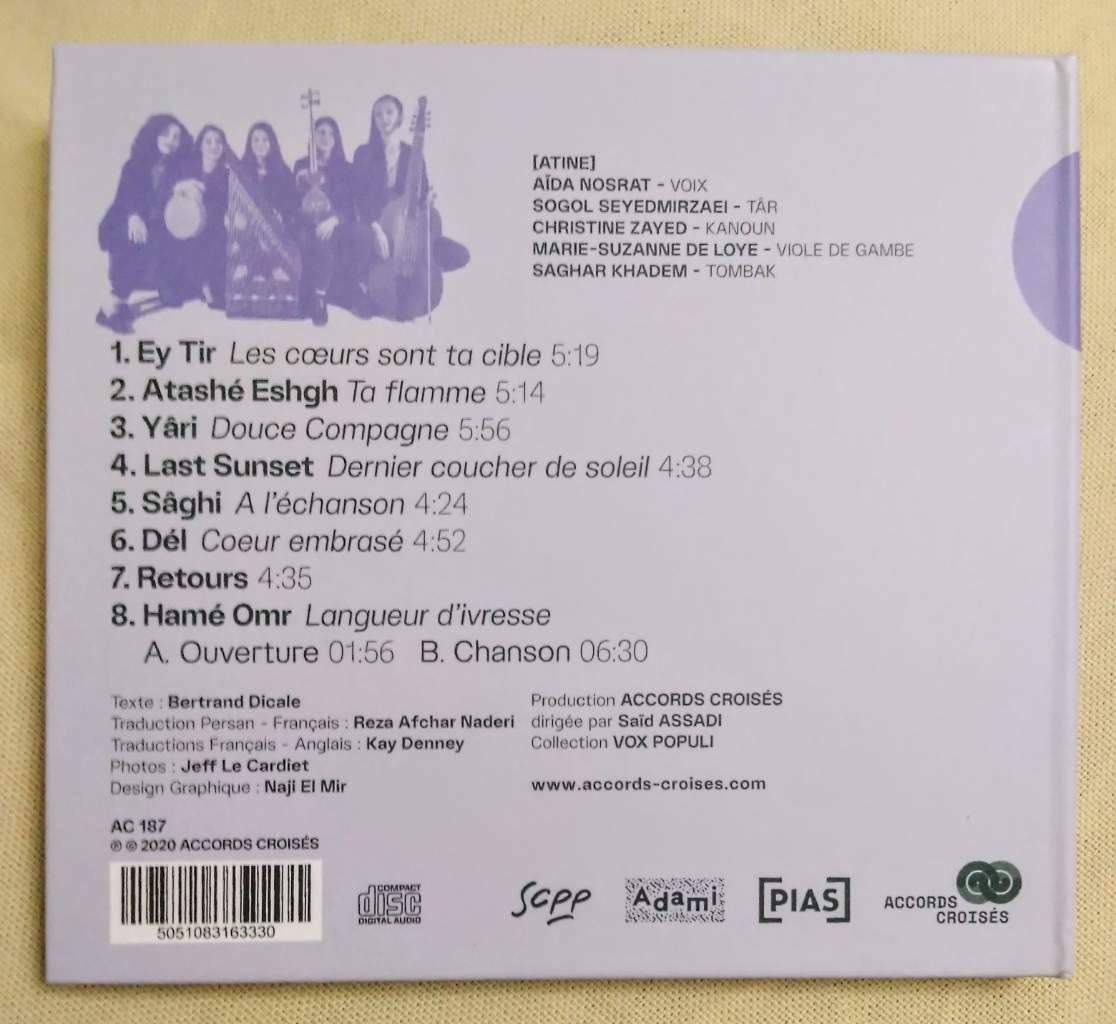 [ATINE]
AÏDA NOSRAT - VOIX
SOGOL SEYEDMIRZAEI - TÂR
CHRISTINE ZAYED - KANOUN
MARIE-SUZANNE DE LOYE - VIOLE DE GAMBE
SAGHAR KHADEM - TOMBAK
1. Ey Tir Les cœurs sont ta cible 5:19
2. Atashé Eshgh Ta flamme 5:14
3. Yâri Douce Compagne 5:56
4. Last Sunset Dernier coucher de soleil 4:38
5. Sâghi A l'échanson 4:24
6. Dél Coeur embrasé 4:52
7. Retours 4:35
8. Hamé Omr Langueur d'ivresse
A. Ouverture 01:56 B. Chanson 06:30
Texte : Bertrand Dicale
Traduction Persan - Français : Reza Afchar Naderi
Traductions Français - Anglais : Kay Denney
Photos : Jeff Le Cardiet
Design Graphique : Naji El Mir
Production ACCORDS CROISÉS
dirigée par Saïd ASSADI
Collection VOX POPULI
www.accords-croises.com
AC 187
℗ © 2020 ACCORDS CROISÉS
5051083163330
COMPACT
disc
DIGITAL AUDIO
scpp
Adami
[PIAS]
ACCORDS
CROISÉS